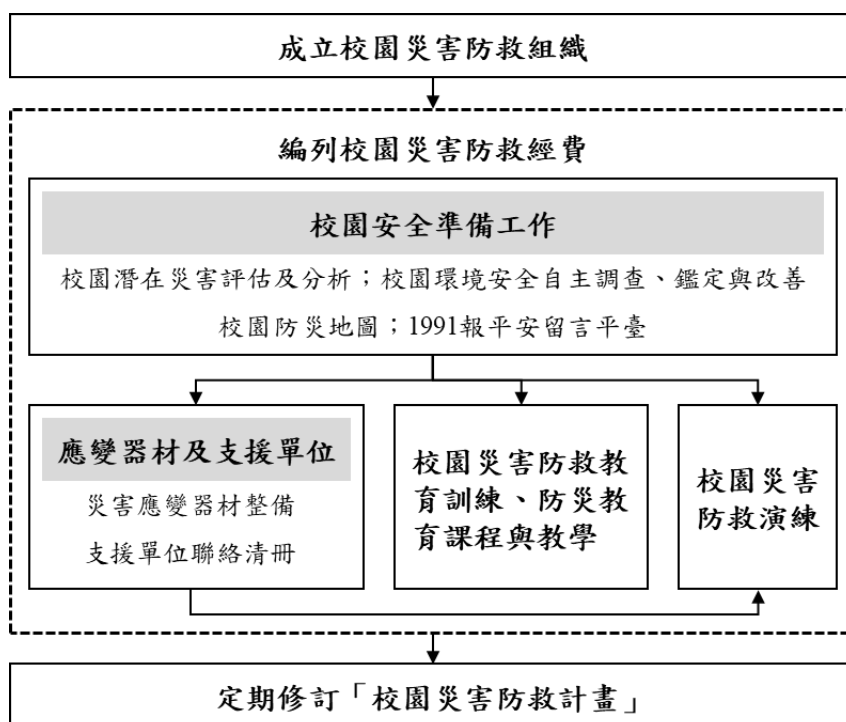 成立校園災害防救組織
編列校園災害防救經費
校園安全準備工作
校園潛在災害評估及分析；校園環境安全自主調查、鑑定與改善
校園防災地圖；1991報平安留言平臺
應變器材及支援單位
災害應變器材整備
支援單位聯絡清冊
校園災害防救教
育訓練、防災教
育課程與教學
校園災害
防救演練
定期修訂「校園災害防救計畫」